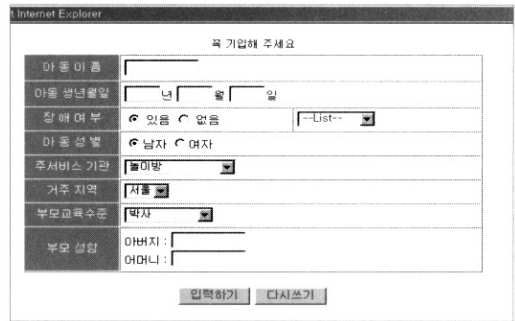 t Internet Explorer
꼭 기입해 주세요
아 동 이 름
아동 생년월일 년 월 일
장 해 여 부 있음 없음 --List--
아 동 성 별 남자 여자
주서비스 기관 놀이방
거주 지역 서울
부모교육수준 박사
부모 성함 아버지 :
어머니 :
입력하기 다시쓰기